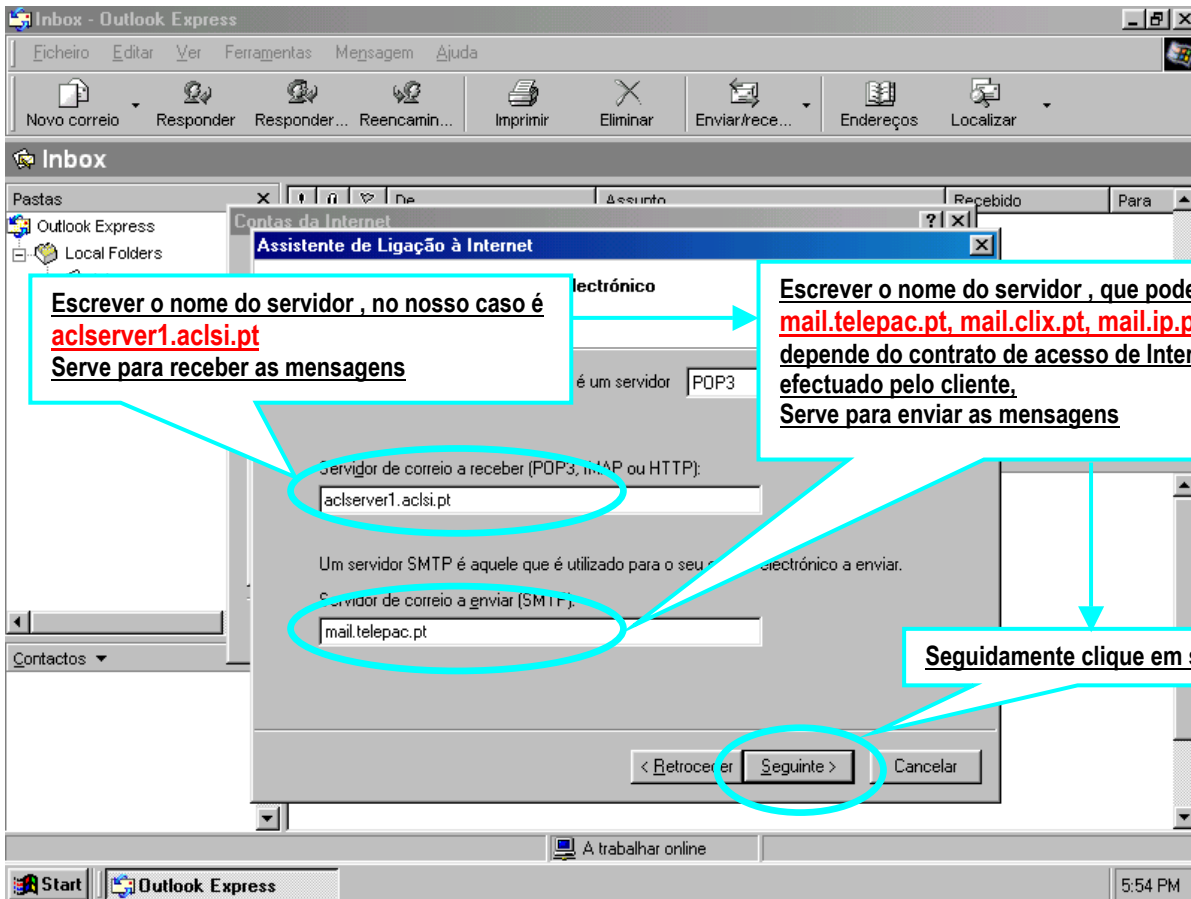 Inbox - Outlook Express
Ficheiro Editar Ver Ferramentas Mensagem Ajuda
Novo correio Responder Responder... Reencamin... Imprimir Eliminar Enviar/rece... Endereços Localizar
Inbox
Pastas De Assunto Recebido Para
Outlook Express
Local Folders
Contas da Internet
Assistente de Ligação à Internet
lectrónico
Escrever o nome do servidor , no nosso caso é
aclserver1.aclsi.pt
Serve para receber as mensagens
Escrever o nome do servidor , que pode
mail.telepac.pt, mail.clix.pt, mail.ip.p
depende do contrato de acesso de Inter
efectuado pelo cliente,
Serve para enviar as mensagens
é um servidor POP3
Servidor de correio a receber (POP3, IMAP ou HTTP):
aclserver1.aclsi.pt
Um servidor SMTP é aquele que é utilizado para o seu electrónico a enviar.
Servidor de correio a enviar (SMTP):
mail.telepac.pt
Seguidamente clique em s
Contactos
< Retroceder Seguinte > Cancelar
A trabalhar online
Start Outlook Express 5:54 PM